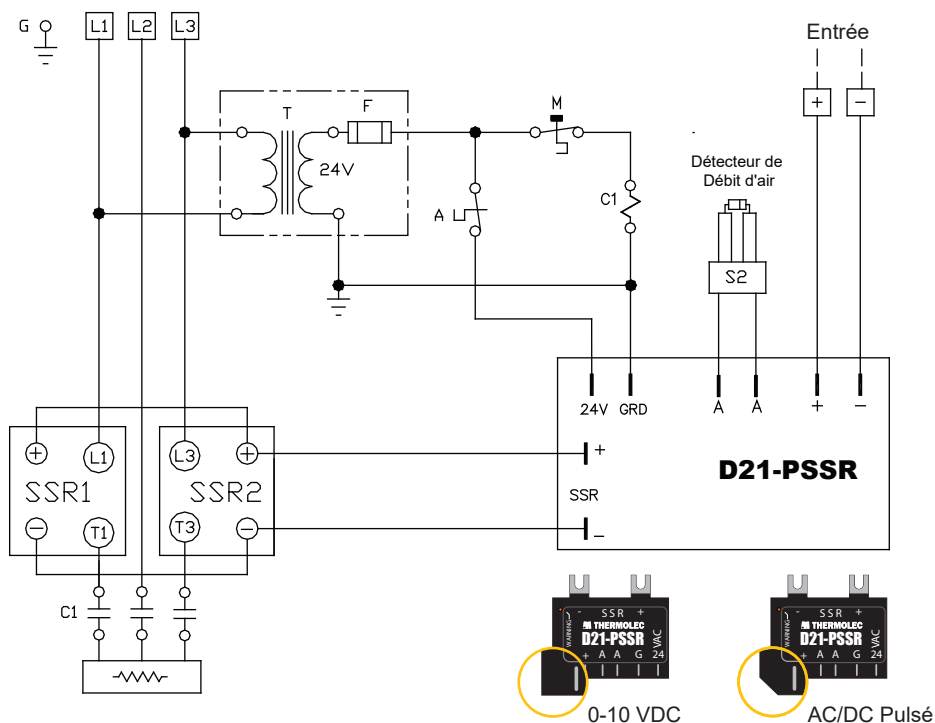 G L1 L2 L3
Entrée
+ −
T F M
24V
Détecteur de
Débit d'air
A C1
S2
24V GRD A A + −
+
SSR
−
D21-PSSR
+ L1 L3 +
SSR1 SSR2
− T1 T3 −
C1
- SSR +
WARNING
THERMOLEC
D21-PSSR
VAC
+ A A G 24
0-10 VDC
- SSR +
WARNING
THERMOLEC
D21-PSSR
VAC
+ A A G 24
AC/DC Pulsé